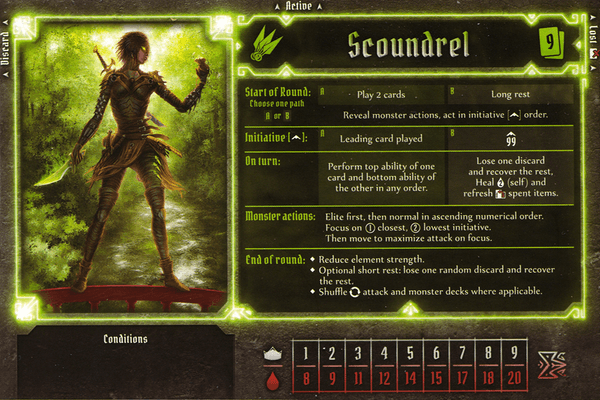 Active
Discard
Lost
Scoundrel
9
Start of Round:
Choose one path
A or B
A Play 2 cards
B Long rest
Reveal monster actions, act in initiative [ ] order.
Initiative [ ]:
A Leading card played
B 99
On turn:
Perform top ability of one
card and bottom ability of
the other in any order.
Lose one discard
and recover the rest,
Heal 2 (self) and
refresh spent items.
Monster actions:
Elite first, then normal in ascending numerical order.
Focus on 1 closest, 2 lowest initiative.
Then move to maximize attack on focus.
End of round:
Reduce element strength.
Optional short rest: lose one random discard and recover
the rest.
Shuffle attack and monster decks where applicable.
Conditions
1 2 3 4 5 6 7 8 9
8 9 11 12 14 15 17 18 20